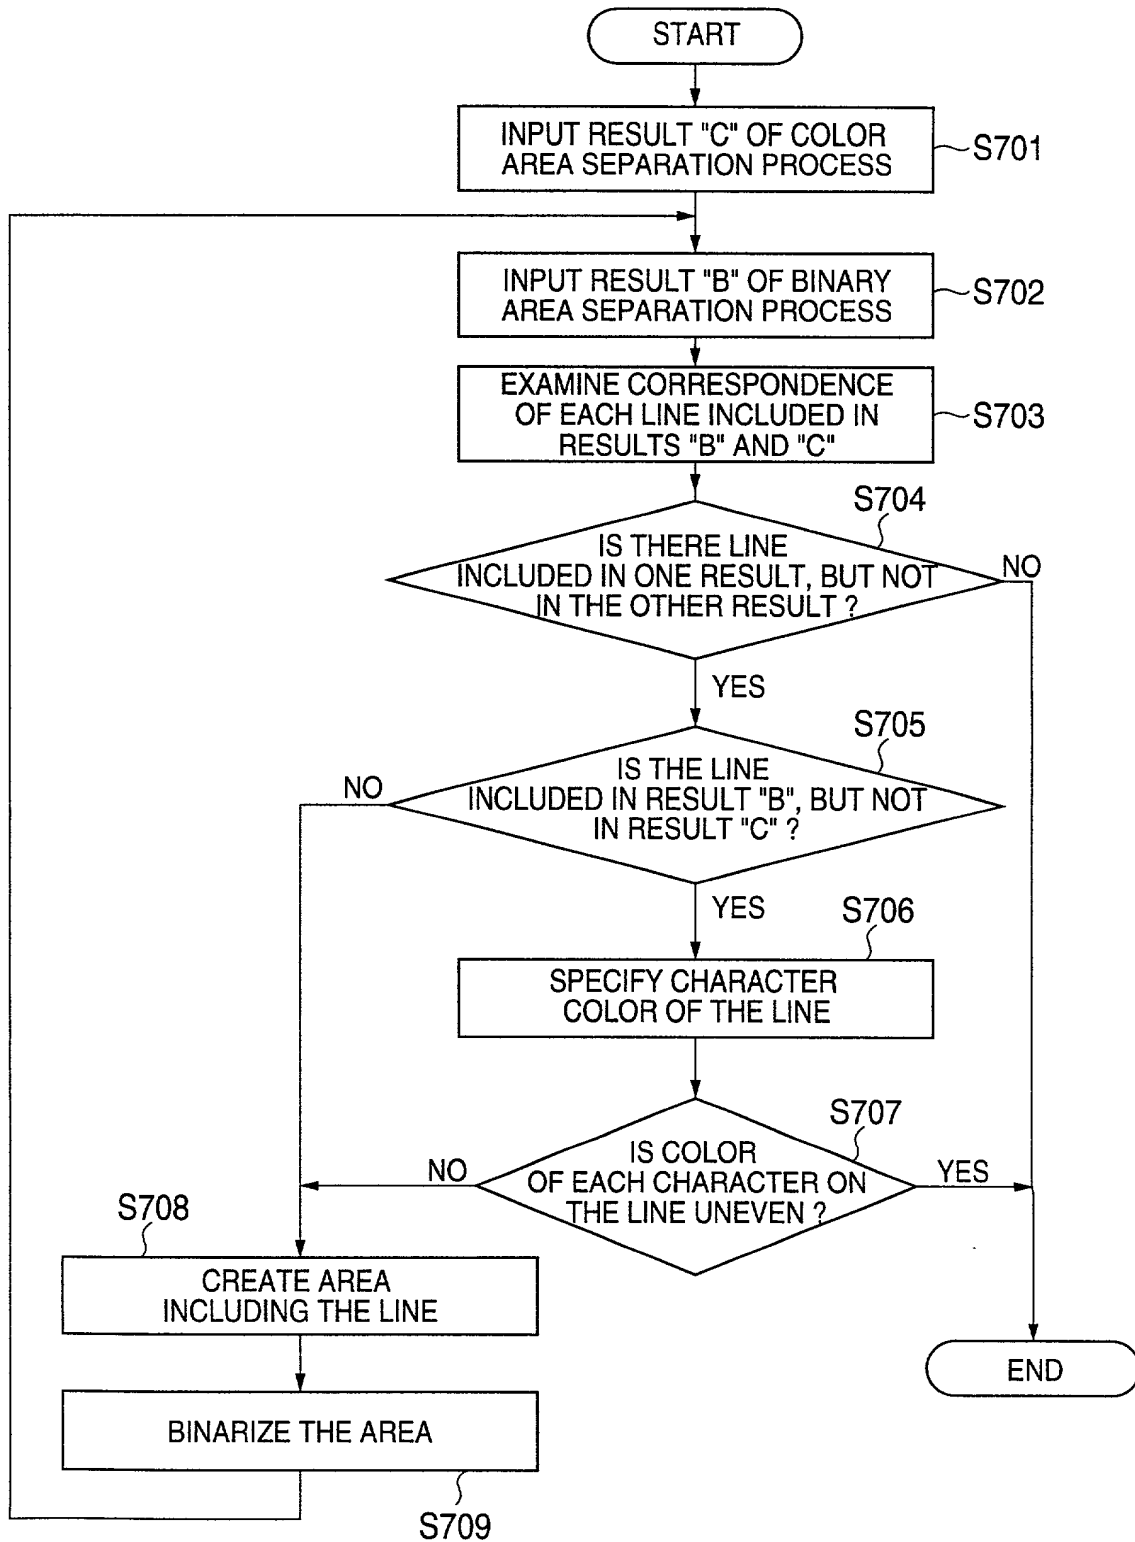 START
INPUT RESULT "C" OF COLOR
AREA SEPARATION PROCESS
S701
INPUT RESULT "B" OF BINARY
AREA SEPARATION PROCESS
S702
EXAMINE CORRESPONDENCE
OF EACH LINE INCLUDED IN
RESULTS "B" AND "C"
S703
S704
IS THERE LINE
INCLUDED IN ONE RESULT, BUT NOT
IN THE OTHER RESULT ?
NO
YES
S705
IS THE LINE
INCLUDED IN RESULT "B", BUT NOT
IN RESULT "C" ?
NO
YES
S706
SPECIFY CHARACTER
COLOR OF THE LINE
S707
IS COLOR
OF EACH CHARACTER ON
THE LINE UNEVEN ?
NO
YES
S708
CREATE AREA
INCLUDING THE LINE
END
BINARIZE THE AREA
S709